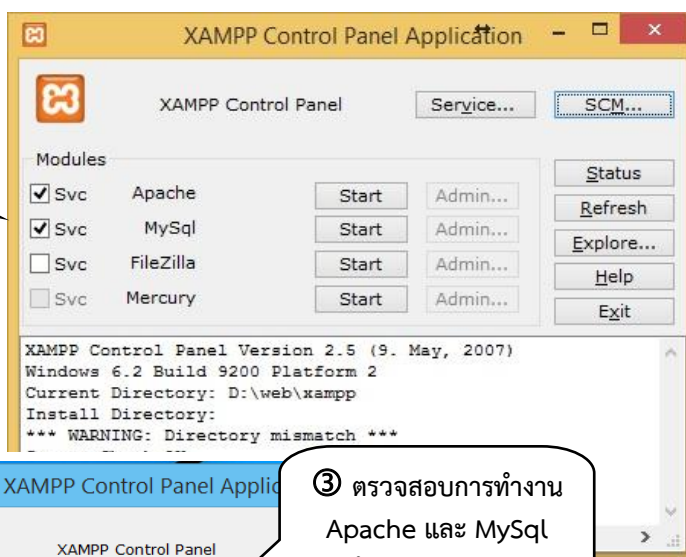 XAMPP Control Panel Application
XAMPP Control Panel
Service... SCM...
Modules
Status
Svc Apache Start Admin...
Refresh
Svc MySql Start Admin...
Explore...
Svc FileZilla Start Admin...
Help
Svc Mercury Start Admin...
Exit
XAMPP Control Panel Version 2.5 (9. May, 2007)
Windows 6.2 Build 9200 Platform 2
Current Directory: D:\web\xampp
Install Directory:
*** WARNING: Directory mismatch ***
XAMPP Control Panel Applic
③ ตรวจสอบการทำงาน
Apache และ MySql
XAMPP Control Panel